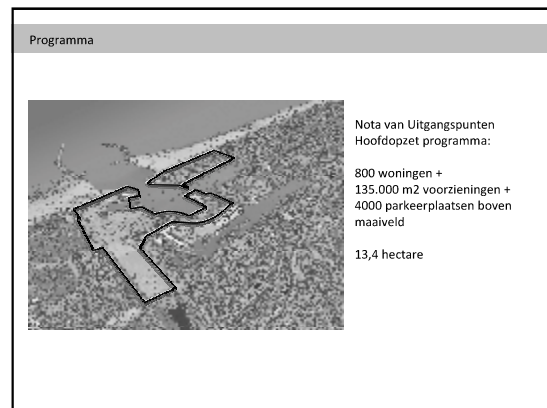 Programma
Nota van Uitgangspunten
Hoofdopzet programma:
800 woningen +
135.000 m2 voorzieningen +
4000 parkeerplaatsen boven
maaiveld
13,4 hectare